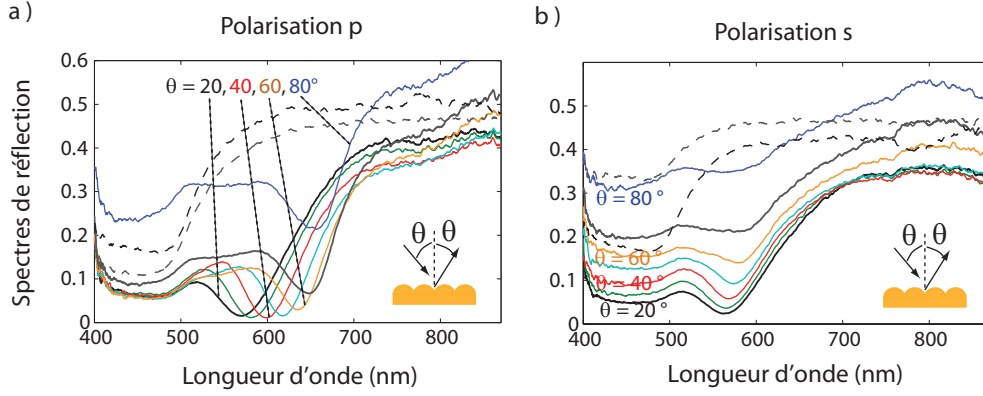 a )
Polarisation p
Spectres de réflection
0.6
0.5
0.4
0.3
0.2
0.1
0
θ = 20, 40, 60, 80°
θ θ
400 500 600 700 800
Longueur d'onde (nm)
b )
Polarisation s
0.6
0.5
0.4
0.3
0.2
0.1
0
θ = 80 °
θ = 60 °
θ = 40 °
θ = 20 °
θ θ
400 500 600 700 800
Longueur d'onde (nm)